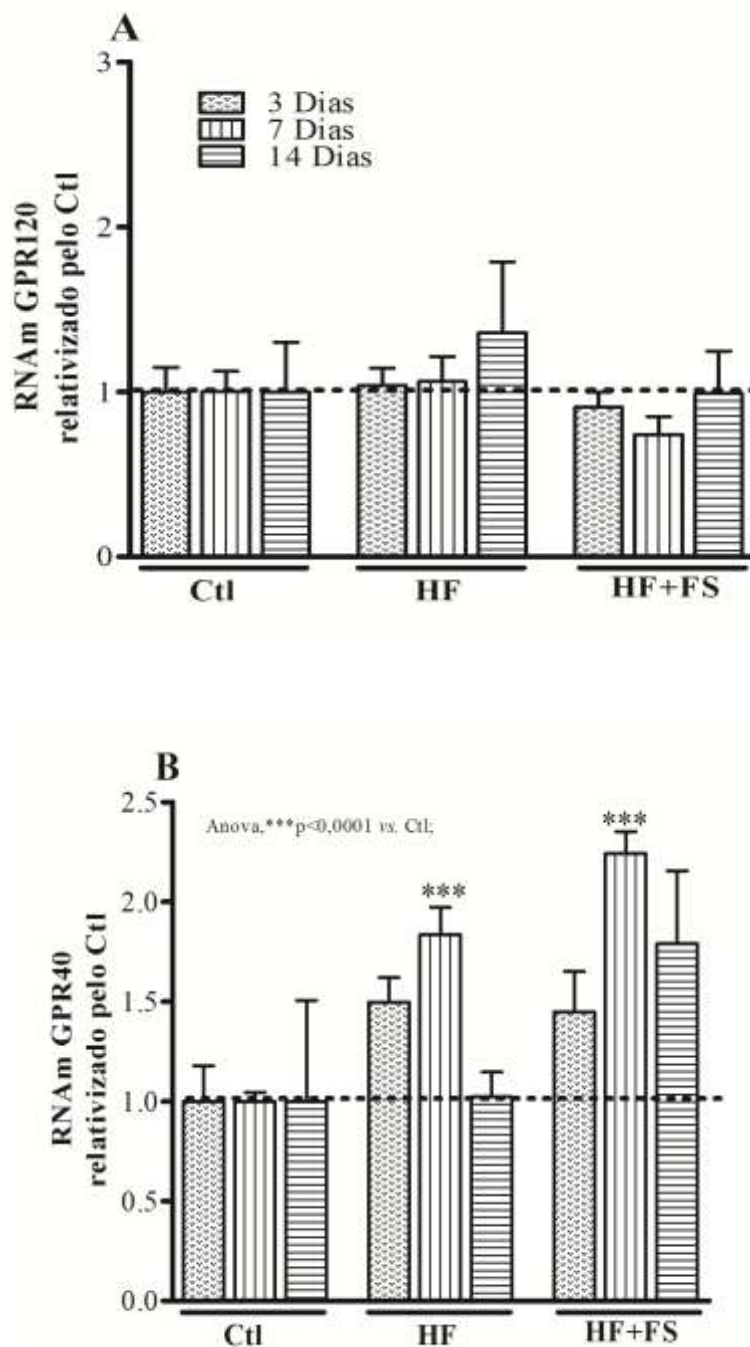 A
3
2
1
0
RNAm GPR120
relativizado pelo Ctl
3 Dias
7 Dias
14 Dias
Ctl
HF
HF+FS
B
2.5
2.0
1.5
1.0
0.5
0.0
RNAm GPR40
relativizado pelo Ctl
Anova,***p<0,0001 vs. Ctl;
***
***
Ctl
HF
HF+FS